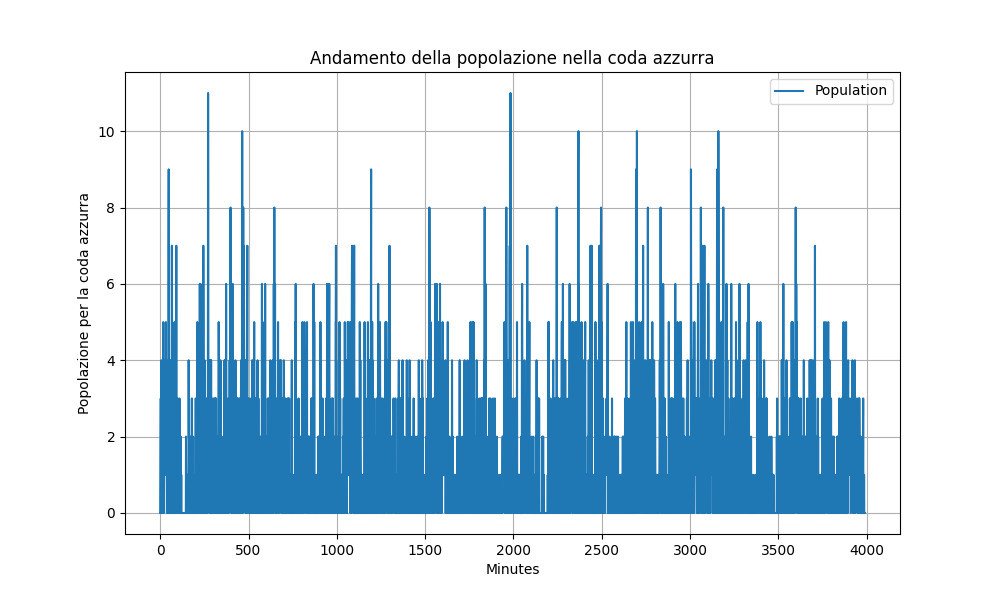 Andamento della popolazione nella coda azzurra
Population
Popolazione per la coda azzurra
10
8
6
4
2
0
0 500 1000 1500 2000 2500 3000 3500 4000
Minutes